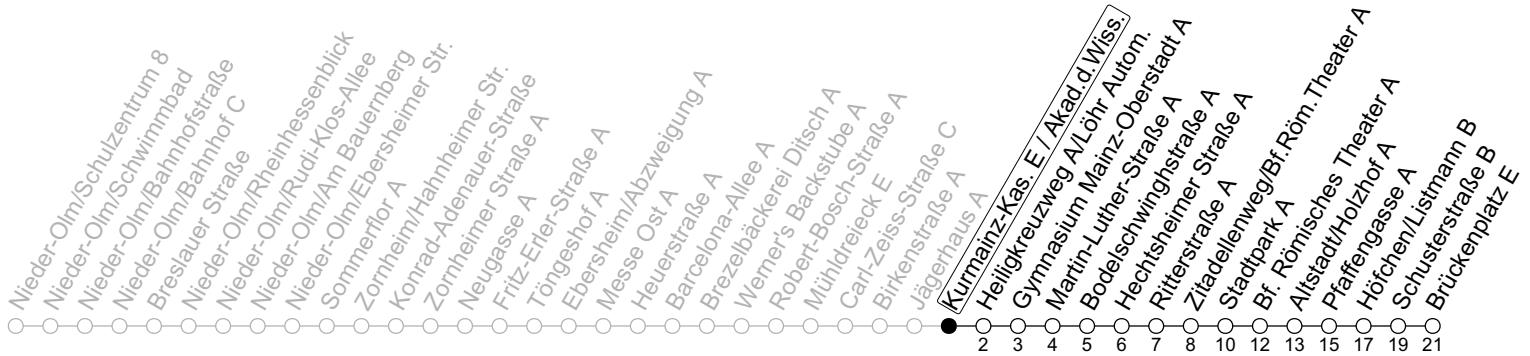 Nieder-Olm/Schulzentrum 8
Nieder-Olm/Schwimmbad
Nieder-Olm/Bahnhofstraße
Nieder-Olm/Bahnhof C
Breslauer Straße
Nieder-Olm/Rheinhessenblick
Nieder-Olm/Rudi-Klos-Allee
Nieder-Olm/Am Bauernberg
Nieder-Olm/Ebersheimer Str.
Sommerflor A
Zornheim/Hahnheimer Str.
Konrad-Adenauer-Straße
Zornheimer Straße A
Neugasse A
Fritz-Erler-Straße A
Töngeshof A
Ebersheim/Abzweigung A
Messe Ost A
Heuerstraße A
Barcelona-Allee A
Brezelbäckerei Ditsch A
Werner's Backstube A
Robert-Bosch-Straße A
Mühldreieck E
Carl-Zeiss-Straße C
Birkenstraße A
Jägerhaus A
Kurmainz-Kas. E / Akad.d.Wiss.
Heiligkreuzweg A/Löhr Autom.
Gymnasium Mainz-Oberstadt A
Martin-Luther-Straße A
Bodelschwinghstraße A
Hechtsheimer Straße A
Ritterstraße A
Zitadellenweg/Bf.Röm.Theater A
Stadtpark A
Bf. Römisches Theater A
Altstadt/Holzhof A
Pfaffengasse A
Höfchen/Listmann B
Schusterstraße B
Brückenplatz E
2 3 4 5 6 7 8 10 12 13 15 17 19 21